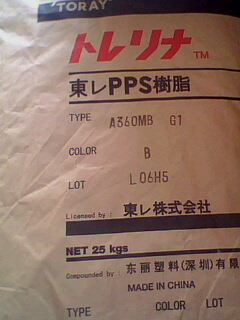 'TORAY'
トレリナ TM
東レPPS樹脂
TYPE A360MB G1
COLOR B
LOT L06H5
Licensed by : 東レ株式会社
NET 25 kgs
Compounded by : 东丽塑料(深圳)有限
MADE IN CHINA
TYPE COLOR LOT